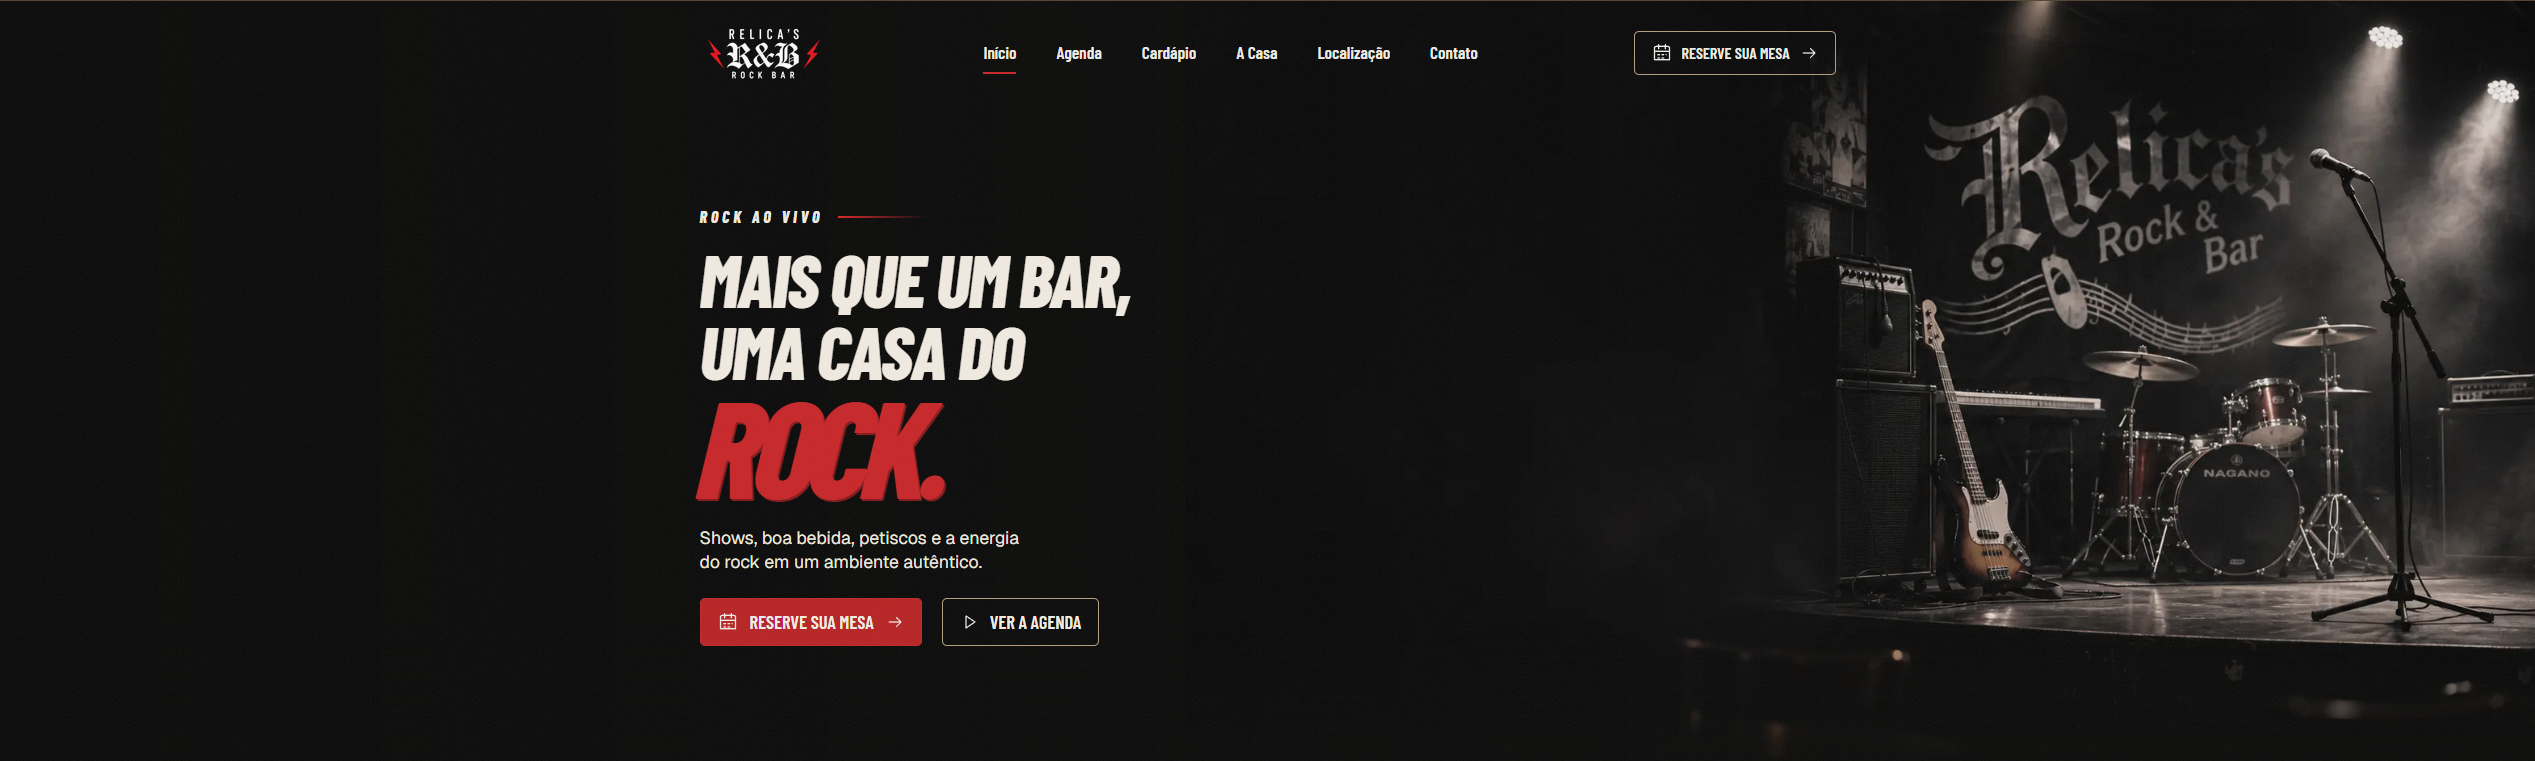 RELICA'S
R&B
ROCK BAR
Início
Agenda
Cardápio
A Casa
Localização
Contato
RESERVE SUA MESA
Relica's
Rock &
Bar
NAGANO
ROCK AO VIVO
MAIS QUE UM BAR,
UMA CASA DO
ROCK.
Shows, boa bebida, petiscos e a energia
do rock em um ambiente autêntico.
RESERVE SUA MESA
VER A AGENDA